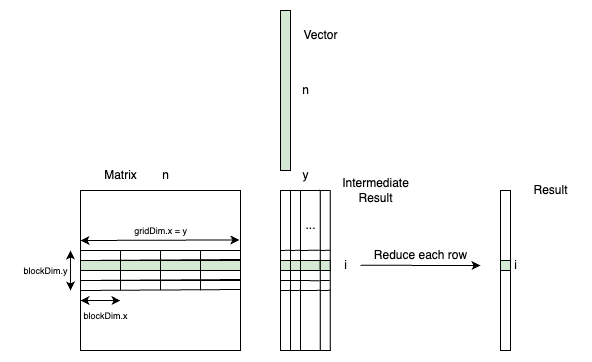 Vector
n
Matrix n
y
Intermediate
Result
Result
...
gridDim.x = y
Reduce each row
i
i
blockDim.y
blockDim.x